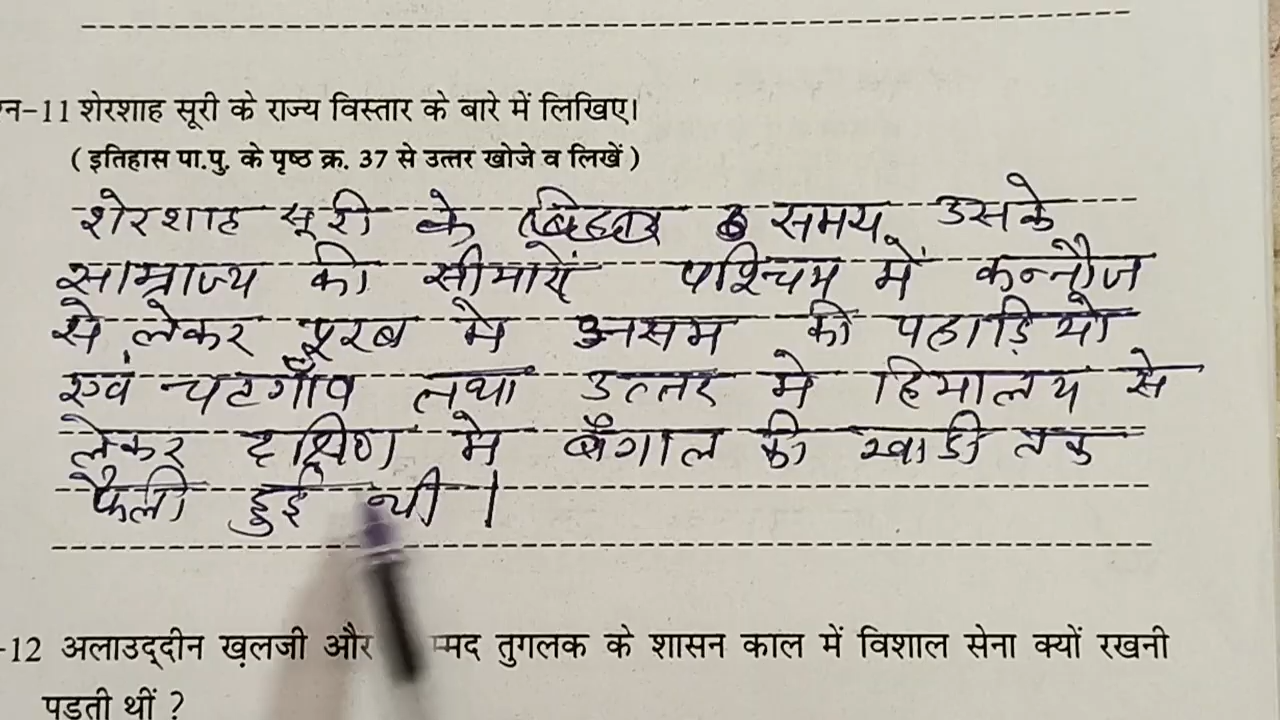 न-11 शेरशाह सूरी के राज्य विस्तार के बारे में लिखिए।
( इतिहास पा.पु. के पृष्ठ क्र. 37 से उत्तर खोजे व लिखें )
शेरशाह सूरी के समय उसके
साम्राज्य की सीमायें पश्चिम में कन्नौज
से लेकर पूरब मे असम की पहाड़ियो
एवं चटगाँव तथा उत्तर मे हिमालय से
लेकर दक्षिण मे बँगाल की खाडी तक
फैली हुई थी ।
-12 अलाउद्दीन ख़लजी और म्मद तुगलक के शासन काल में विशाल सेना क्यों रखनी
पड़ती थीं ?